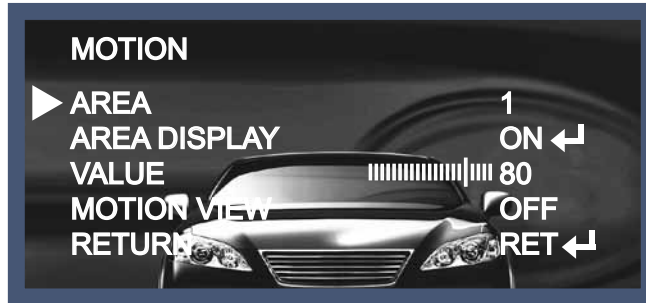 MOTION
AREA 1
AREA DISPLAY ON
VALUE 80
MOTION VIEW OFF
RETURN RET